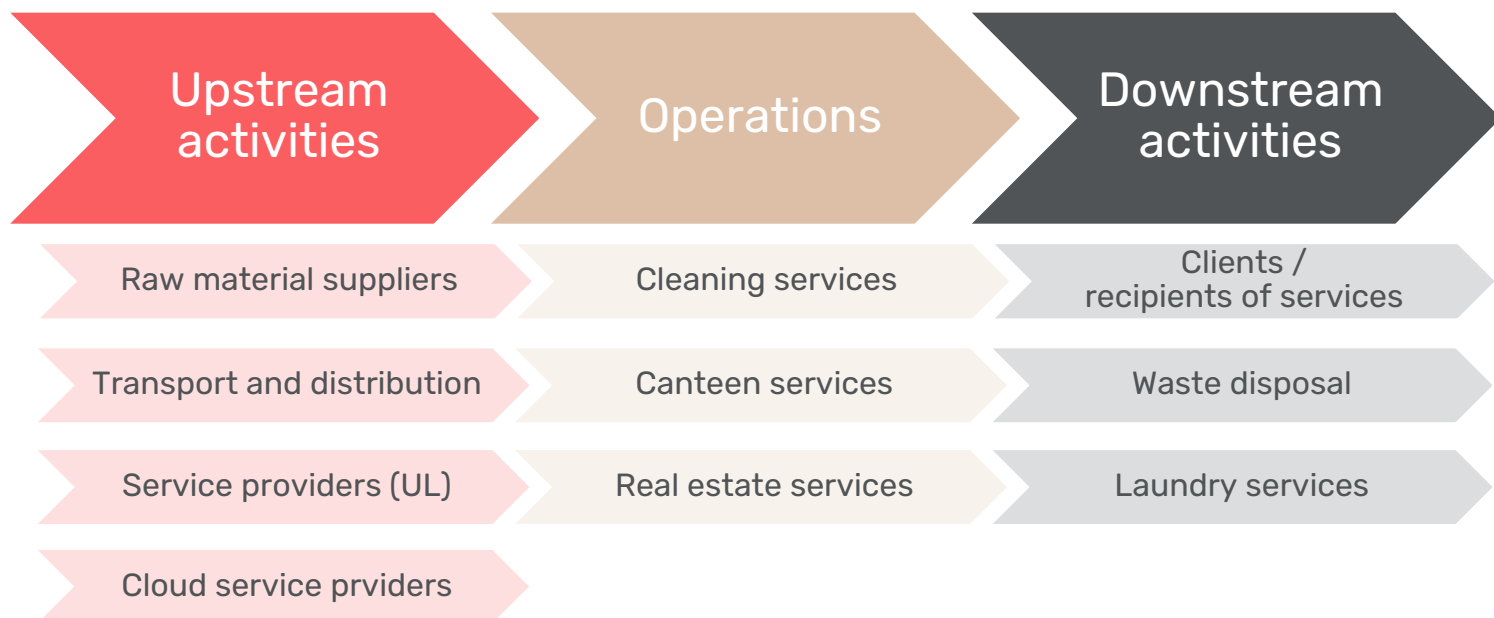 Upstream
activities
Operations
Downstream
activities
Raw material suppliers
Cleaning services
Clients /
recipients of services
Transport and distribution
Canteen services
Waste disposal
Service providers (UL)
Real estate services
Laundry services
Cloud service prviders